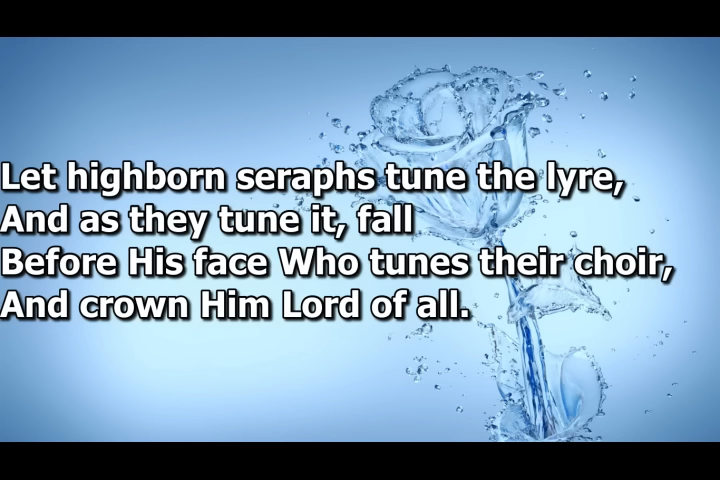 Let highborn seraphs tune the lyre,
And as they tune it, fall
Before His face Who tunes their choir,
And crown Him Lord of all.